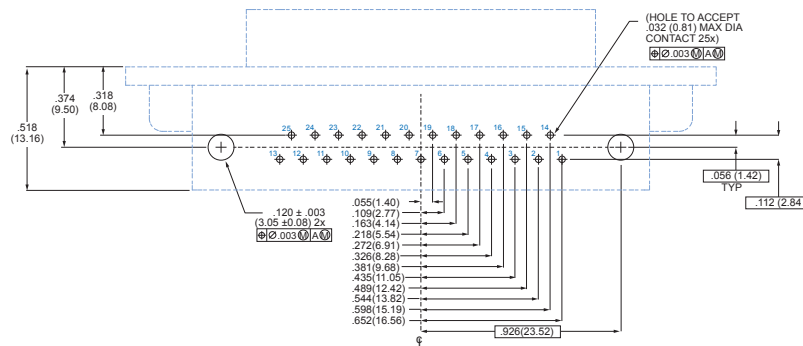 (HOLE TO ACCEPT
.032 (0.81) MAX DIA
CONTACT 25x)
⌖ Ø.003 Ⓜ A Ⓜ
.518
(13.16)
.374
(9.50)
.318
(8.08)
25 24 23 22 21 20 19 18 17 16 15 14
13 12 11 10 9 8 7 6 5 4 3 2 1
.056 (1.42)
TYP
.112 (2.84
.120 ± .003
(3.05 ±0.08) 2x
⌖ Ø.003 Ⓜ A Ⓜ
.055(1.40)
.109(2.77)
.163(4.14)
.218(5.54)
.272(6.91)
.326(8.28)
.381(9.68)
.435(11.05)
.489(12.42)
.544(13.82)
.598(15.19)
.652(16.56)
.926(23.52)
℄